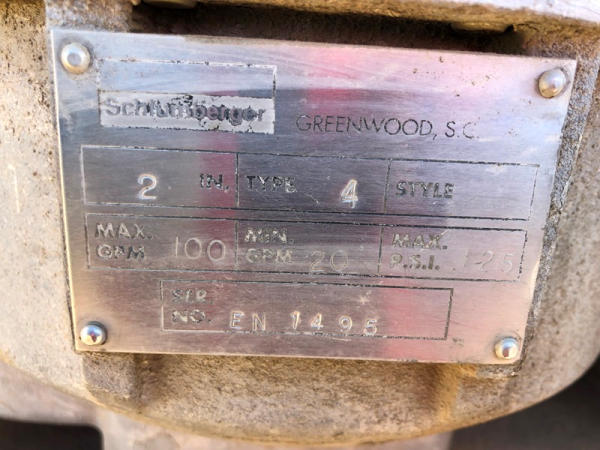 Schlumberger
GREENWOOD, S.C.
2 IN. TYPE 4 STYLE
MAX. GPM 100 MIN. GPM 20 MAX. P.S.I. 125
SER. NO. EN 1495